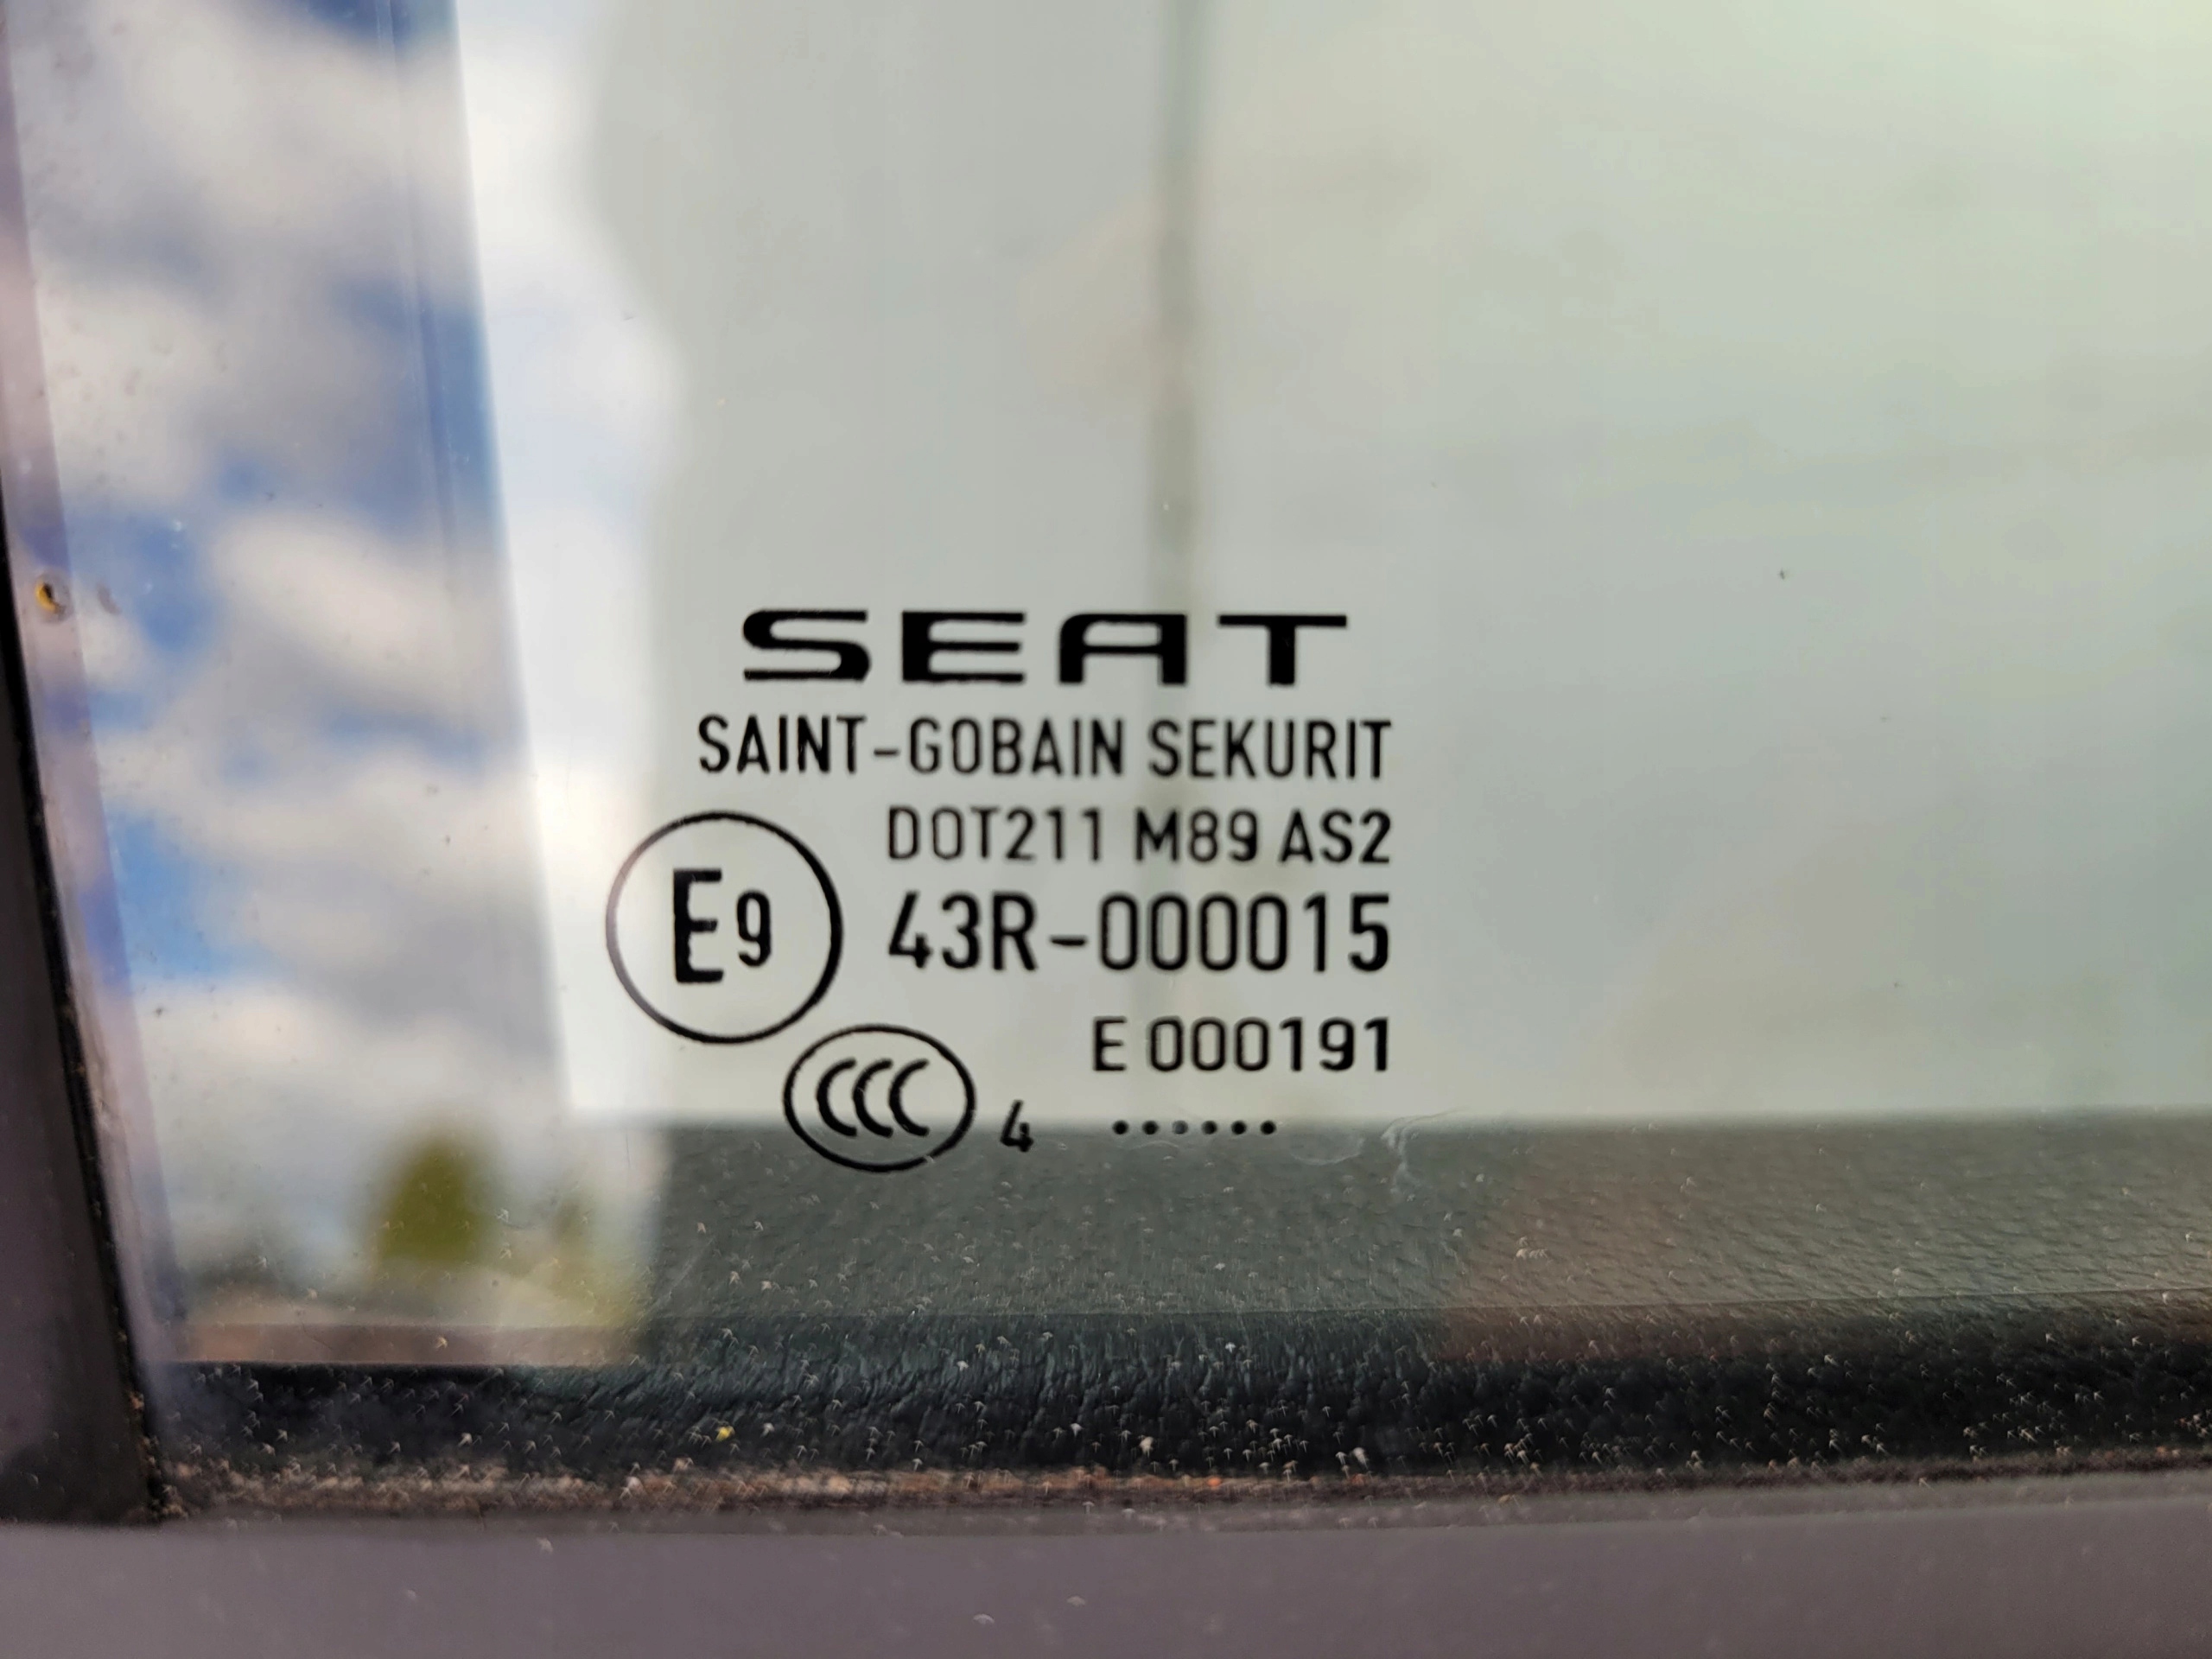 SEAT
SAINT-GOBAIN SEKURIT
DOT211 M89 AS2
E9 43R-000015
E 000191
CCC 4 ······